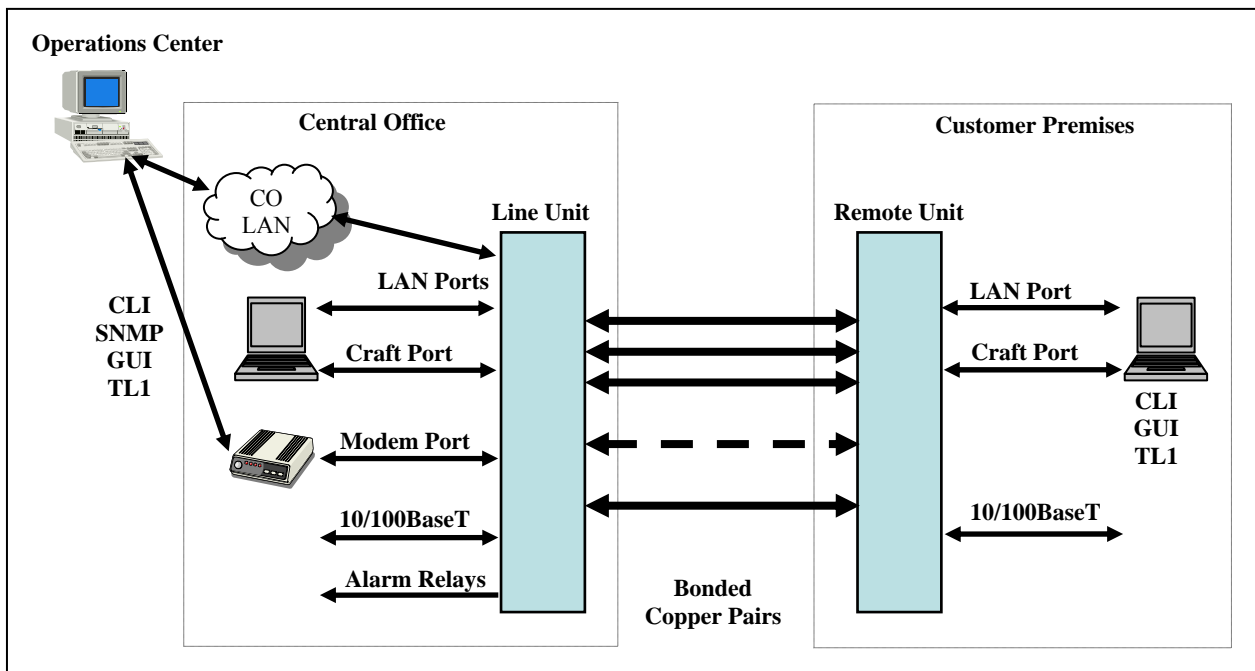 Operations Center
Central Office
Customer Premises
CO
LAN
Line Unit
Remote Unit
LAN Ports
LAN Port
CLI
SNMP
GUI
TL1
Craft Port
Craft Port
CLI
GUI
TL1
Modem Port
10/100BaseT
10/100BaseT
Alarm Relays
Bonded
Copper Pairs